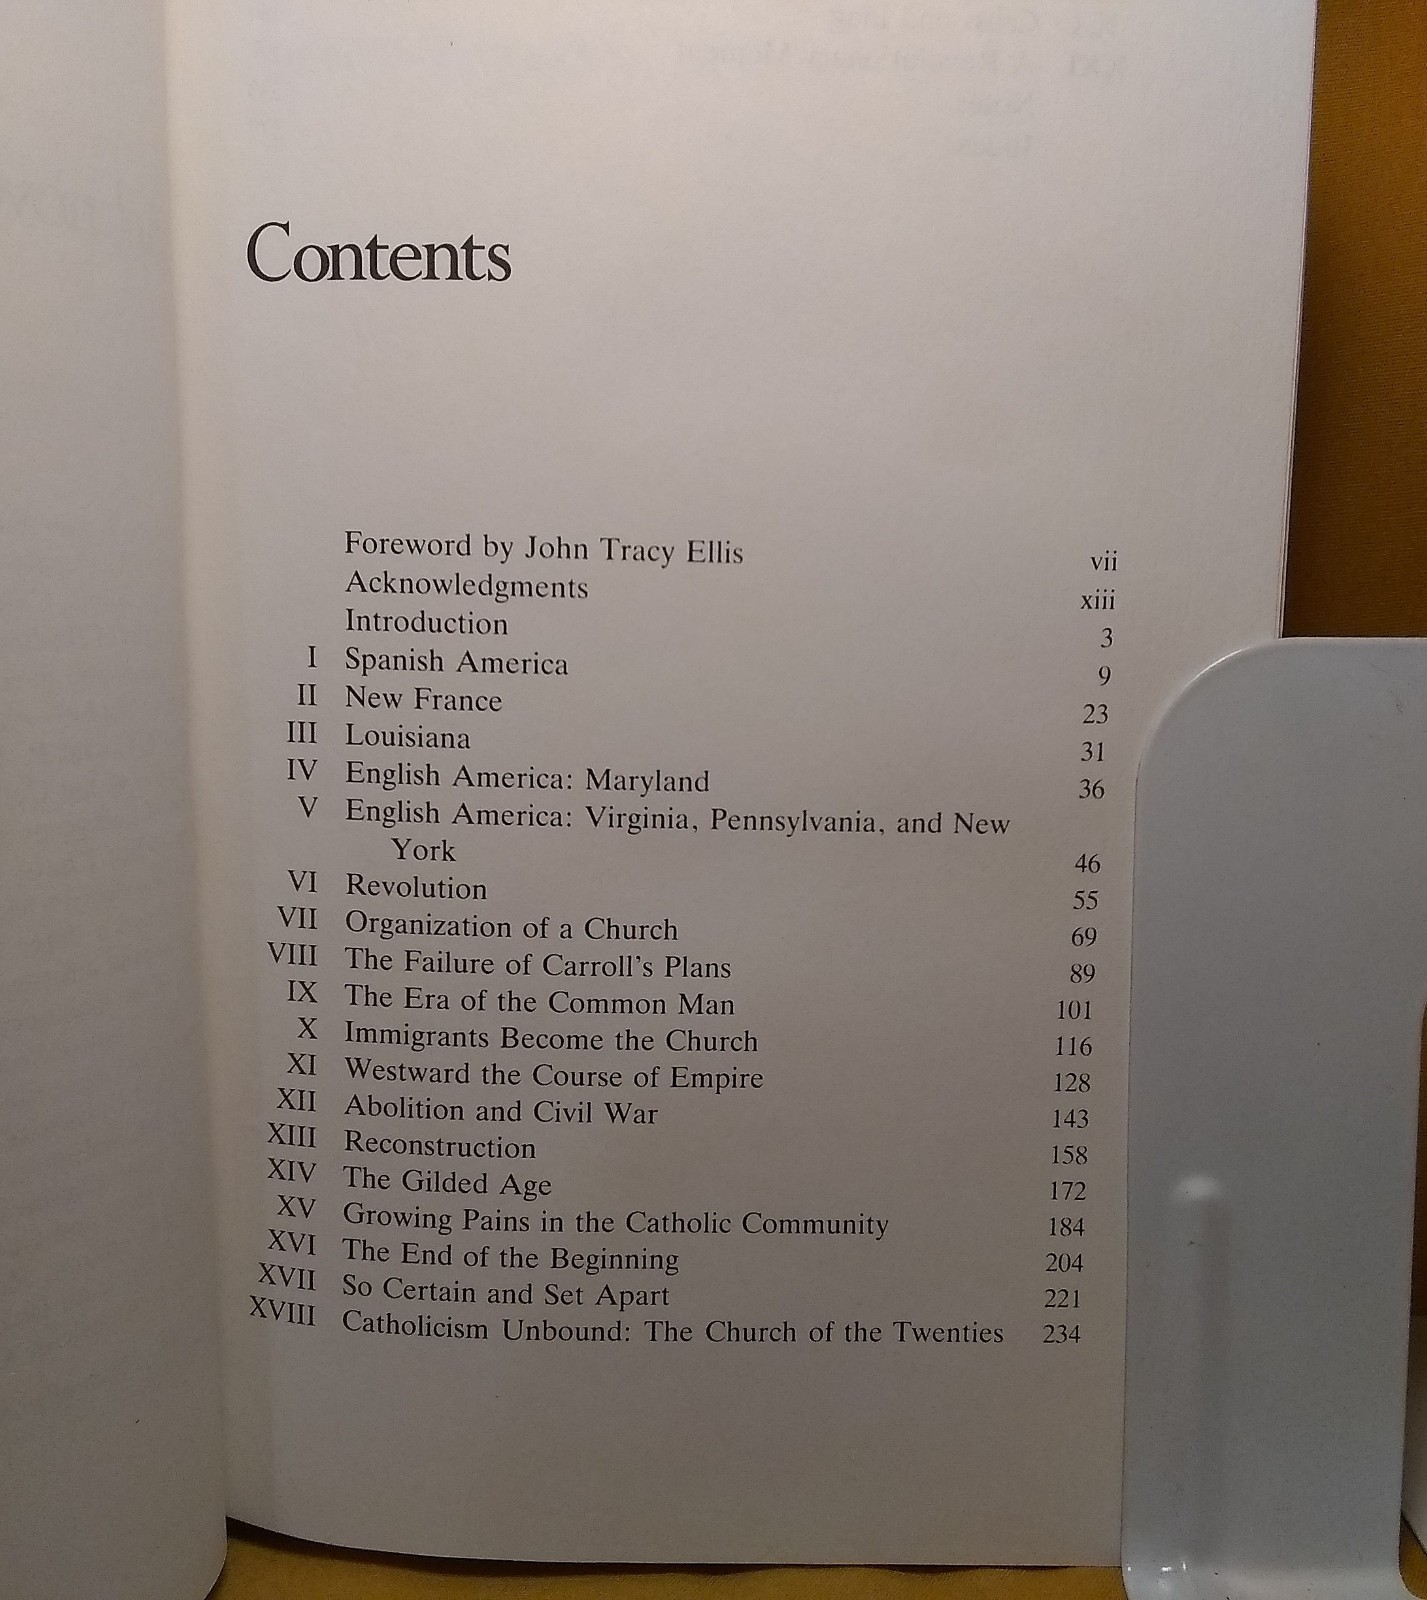 Contents
Foreword by John Tracy Ellis vii
Acknowledgments xiii
Introduction 3
I Spanish America 9
II New France 23
III Louisiana 31
IV English America: Maryland 36
V English America: Virginia, Pennsylvania, and New
York 46
VI Revolution 55
VII Organization of a Church 69
VIII The Failure of Carroll's Plans 89
IX The Era of the Common Man 101
X Immigrants Become the Church 116
XI Westward the Course of Empire 128
XII Abolition and Civil War 143
XIII Reconstruction 158
XIV The Gilded Age 172
XV Growing Pains in the Catholic Community 184
XVI The End of the Beginning 204
XVII So Certain and Set Apart 221
XVIII Catholicism Unbound: The Church of the Twenties 234